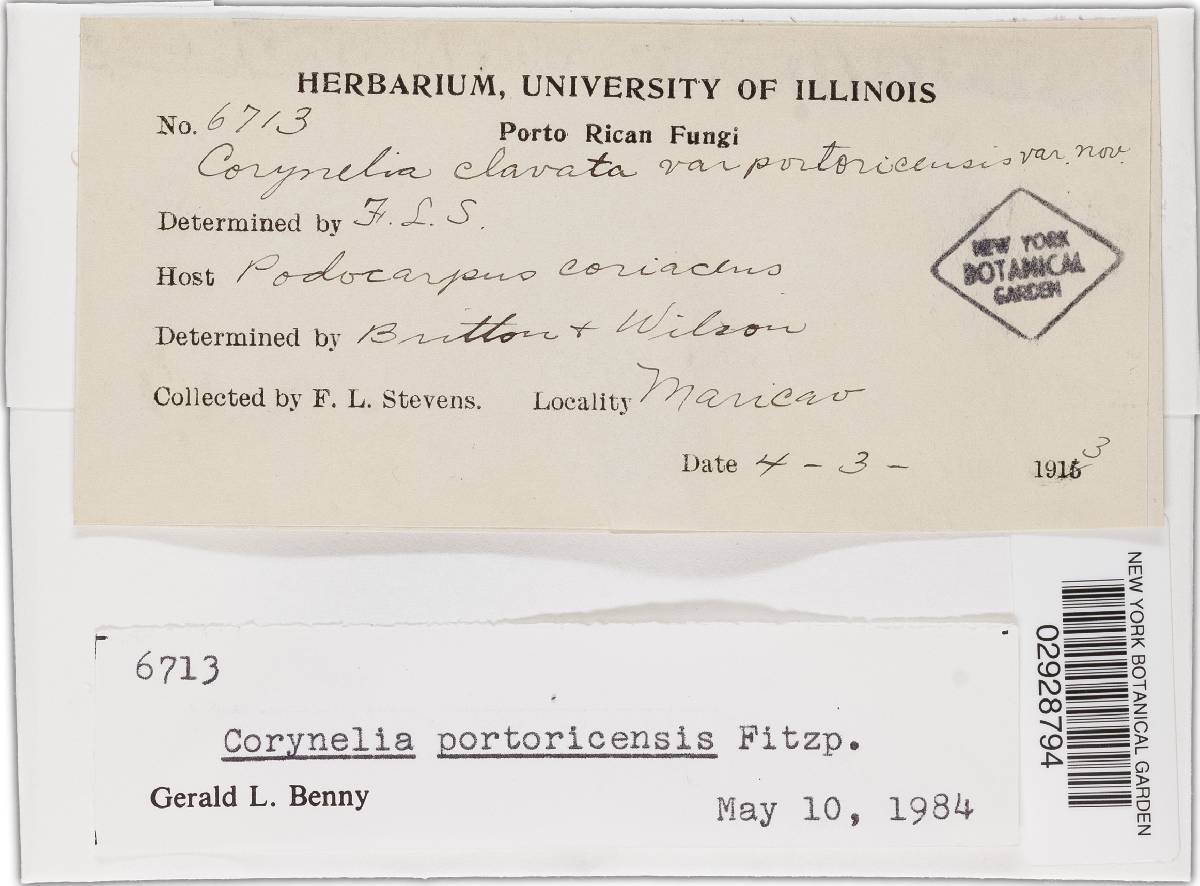 HERBARIUM, UNIVERSITY OF ILLINOIS
No. 6713
Porto Rican Fungi
Corynelia clavata var portoricensis var. nov.
Determined by F. L. S.
NEW YORK
BOTANICAL
GARDEN
Host Podocarpus coriaceus
Determined by Britton + Wilson
Collected by F. L. Stevens. Locality Maricao
Date 4 - 3 - 1915 3
6713
Corynelia portoricensis Fitzp.
Gerald L. Benny
May 10, 1984
NEW YORK BOTANICAL GARDEN
02928794